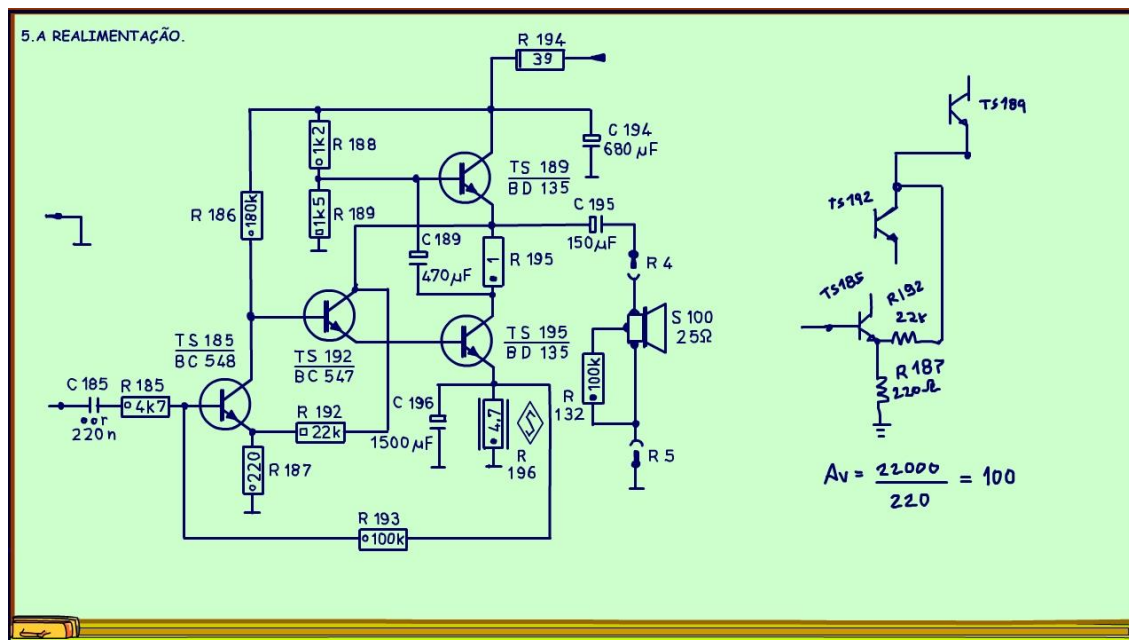 5.A REALIMENTAÇÃO.
R 194
39
TS189
1k2
R 188
C 194
680 µF
TS 189
BD 135
R 186
180k
1k5
R 189
C 195
150µF
TS192
C 189
470µF
1
R 195
R 4
TS185
R192
22k
TS 185
BC 548
TS 192
BC 547
TS 195
BD 135
S 100
25Ω
R187
220Ω
C 185
R 185
4k7
220n
R 192
22k
C 196
1500µF
4.7
S
R
196
100k
R
132
220
R 187
R 5
Av = 22000
220
= 100
R 193
100k